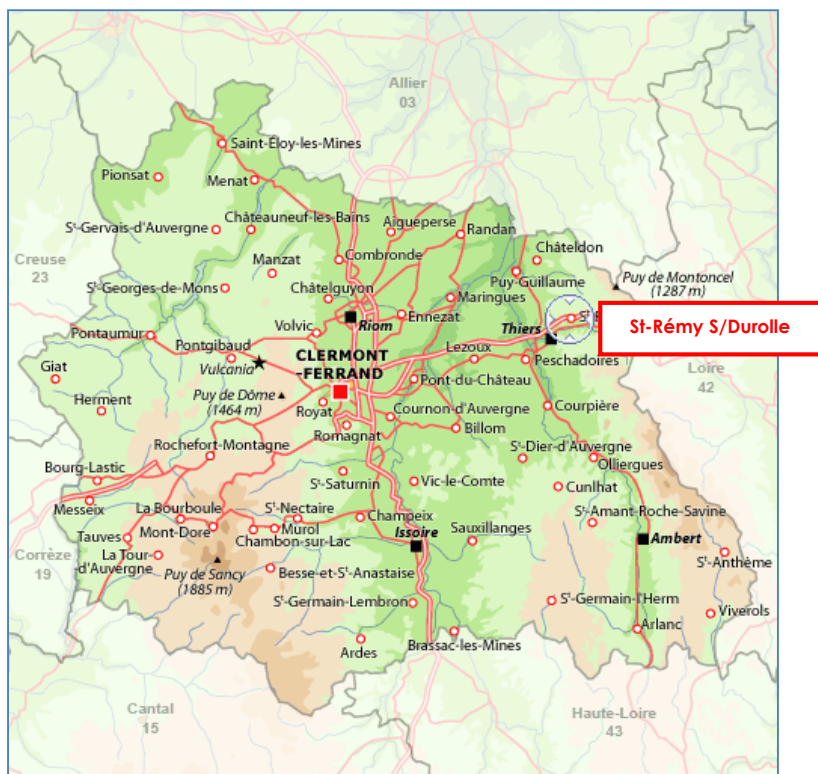 Allier
03
Saint-Éloy-les-Mines
Pionsat
Menat
Sᵗ-Gervais-d'Auvergne
Châteauneuf-les-Bains
Aigueperse
Randan
Creuse
23
Manzat
Combronde
Châteldon
Sᵗ-Georges-de-Mons
Châtelguyon
Puy-Guillaume
Puy de Montoncel
(1287 m)
Maringues
Volvic
Riom
Ennezat
Thiers
St-Rémy S/Durolle
Pontaumur
Pontgibaud
Lezoux
Peschadoires
Loire
42
Giat
Vulcania
CLERMONT
-FERRAND
Pont-du-Château
Herment
Puy de Dôme
(1464 m)
Royat
Cournon-d'Auvergne
Courpière
Romagnat
Billom
Rochefort-Montagne
Sᵗ-Dier-d'Auvergne
Olliergues
Bourg-Lastic
Sᵗ-Saturnin
Vic-le-Comte
Cunlhat
Messeix
La Bourboule
Sᵗ-Nectaire
Champeix
Sᵗ-Amant-Roche-Savine
Mont-Dore
Murol
Chambon-sur-Lac
Issoire
Sauxillanges
Ambert
Tauves
Corrèze
19
La Tour-
d'Auvergne
Puy de Sancy
(1885 m)
Besse-et-Sᵗ-Anastaise
Sᵗ-Anthème
Sᵗ-Germain-Lembron
Sᵗ-Germain-l'Herm
Viverols
Arlanc
Ardes
Brassac-les-Mines
Cantal
15
Haute-Loire
43